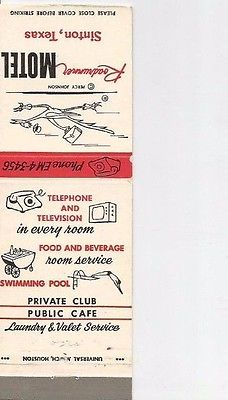 PLEASE CLOSE COVER BEFORE STRIKING
Sinton, Texas
MOTEL
Roadrunner
© PERCY JOHNSON
Phone EM 4-3456
TELEPHONE
AND
TELEVISION
in every room
FOOD AND BEVERAGE
room service
SWIMMING POOL
PRIVATE CLUB
PUBLIC CAFE
Laundry & Valet Service
UNIVERSAL MATCH, HOUSTON